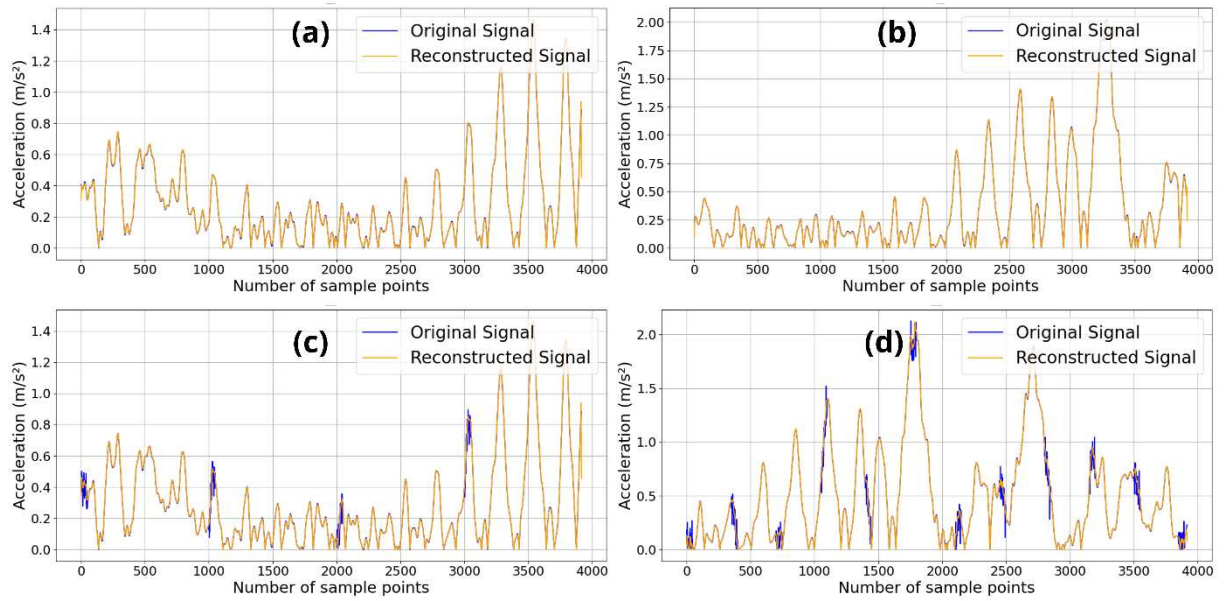 (a)
Original Signal
Reconstructed Signal
Acceleration (m/s²)
1.4
1.2
1.0
0.8
0.6
0.4
0.2
0.0
0 500 1000 1500 2000 2500 3000 3500 4000
Number of sample points
(b)
Original Signal
Reconstructed Signal
Acceleration (m/s²)
2.00
1.75
1.50
1.25
1.00
0.75
0.50
0.25
0.00
0 500 1000 1500 2000 2500 3000 3500 4000
Number of sample points
(c)
Original Signal
Reconstructed Signal
Acceleration (m/s²)
1.4
1.2
1.0
0.8
0.6
0.4
0.2
0.0
0 500 1000 1500 2000 2500 3000 3500 4000
Number of sample points
(d)
Original Signal
Reconstructed Signal
Acceleration (m/s²)
2.0
1.5
1.0
0.5
0.0
0 500 1000 1500 2000 2500 3000 3500 4000
Number of sample points